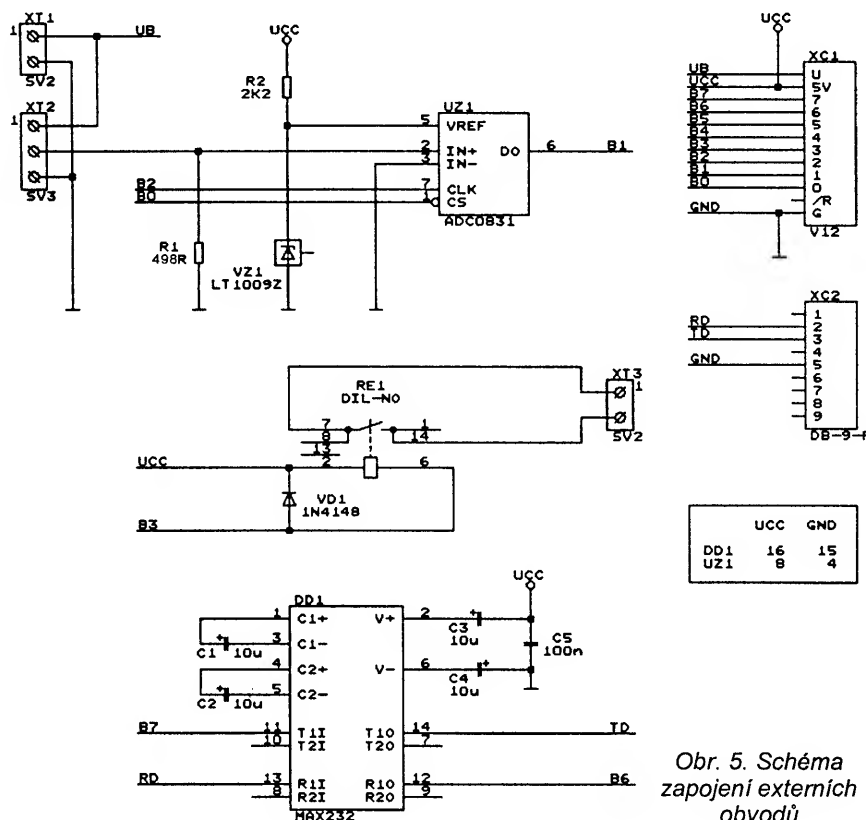 XT1
1
UB
SV2
XT2
1
SV3
UCC
R2
2K2
UZ1
5 VREF
2 IN+
3 IN-
DO 6 B1
B2 7 CLK
B0 1 CS
ADC0831
R1
498R
VZ1
LT1009Z
UCC
XC1
UB U
UCC 5V
B7 7
B6 6
B5 5
B4 4
B3 3
B2 2
B1 1
B0 0
/R
GND G
V12
XC2
1
RD 2
TD 3
4
GND 5
6
7
8
9
DB-9-F
RE1
DIL-NO
XT3
1
SV2
7 1
8 14
13
UCC 2 6
VD1
1N4148
B3
UCC GND
DD1 16 15
UZ1 8 4
UCC
DD1
1 C1+ V+ 2
C3
10u
C5
100n
3 C1-
C1 10u
4 C2+ V- 6
C4
10u
5 C2-
C2 10u
B7 11 T1I T1O 14 TD
10 T2I T2O 7
RD 13 R1I R1O 12 B6
8 R2I R2O 9
MAX232
Obr. 5. Schéma
zapojení externích
obvodů